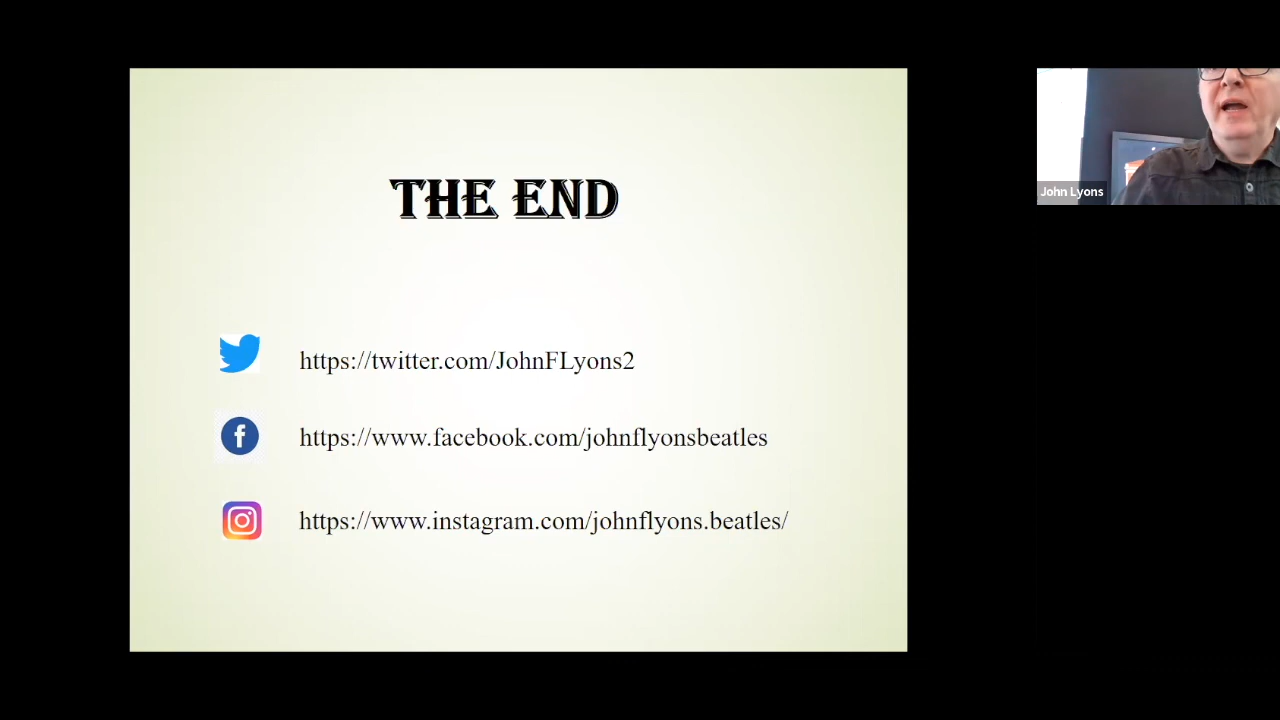 THE END
https://twitter.com/JohnFLyons2
https://www.facebook.com/johnflyonsbeatles
https://www.instagram.com/johnflyons.beatles/
John Lyons